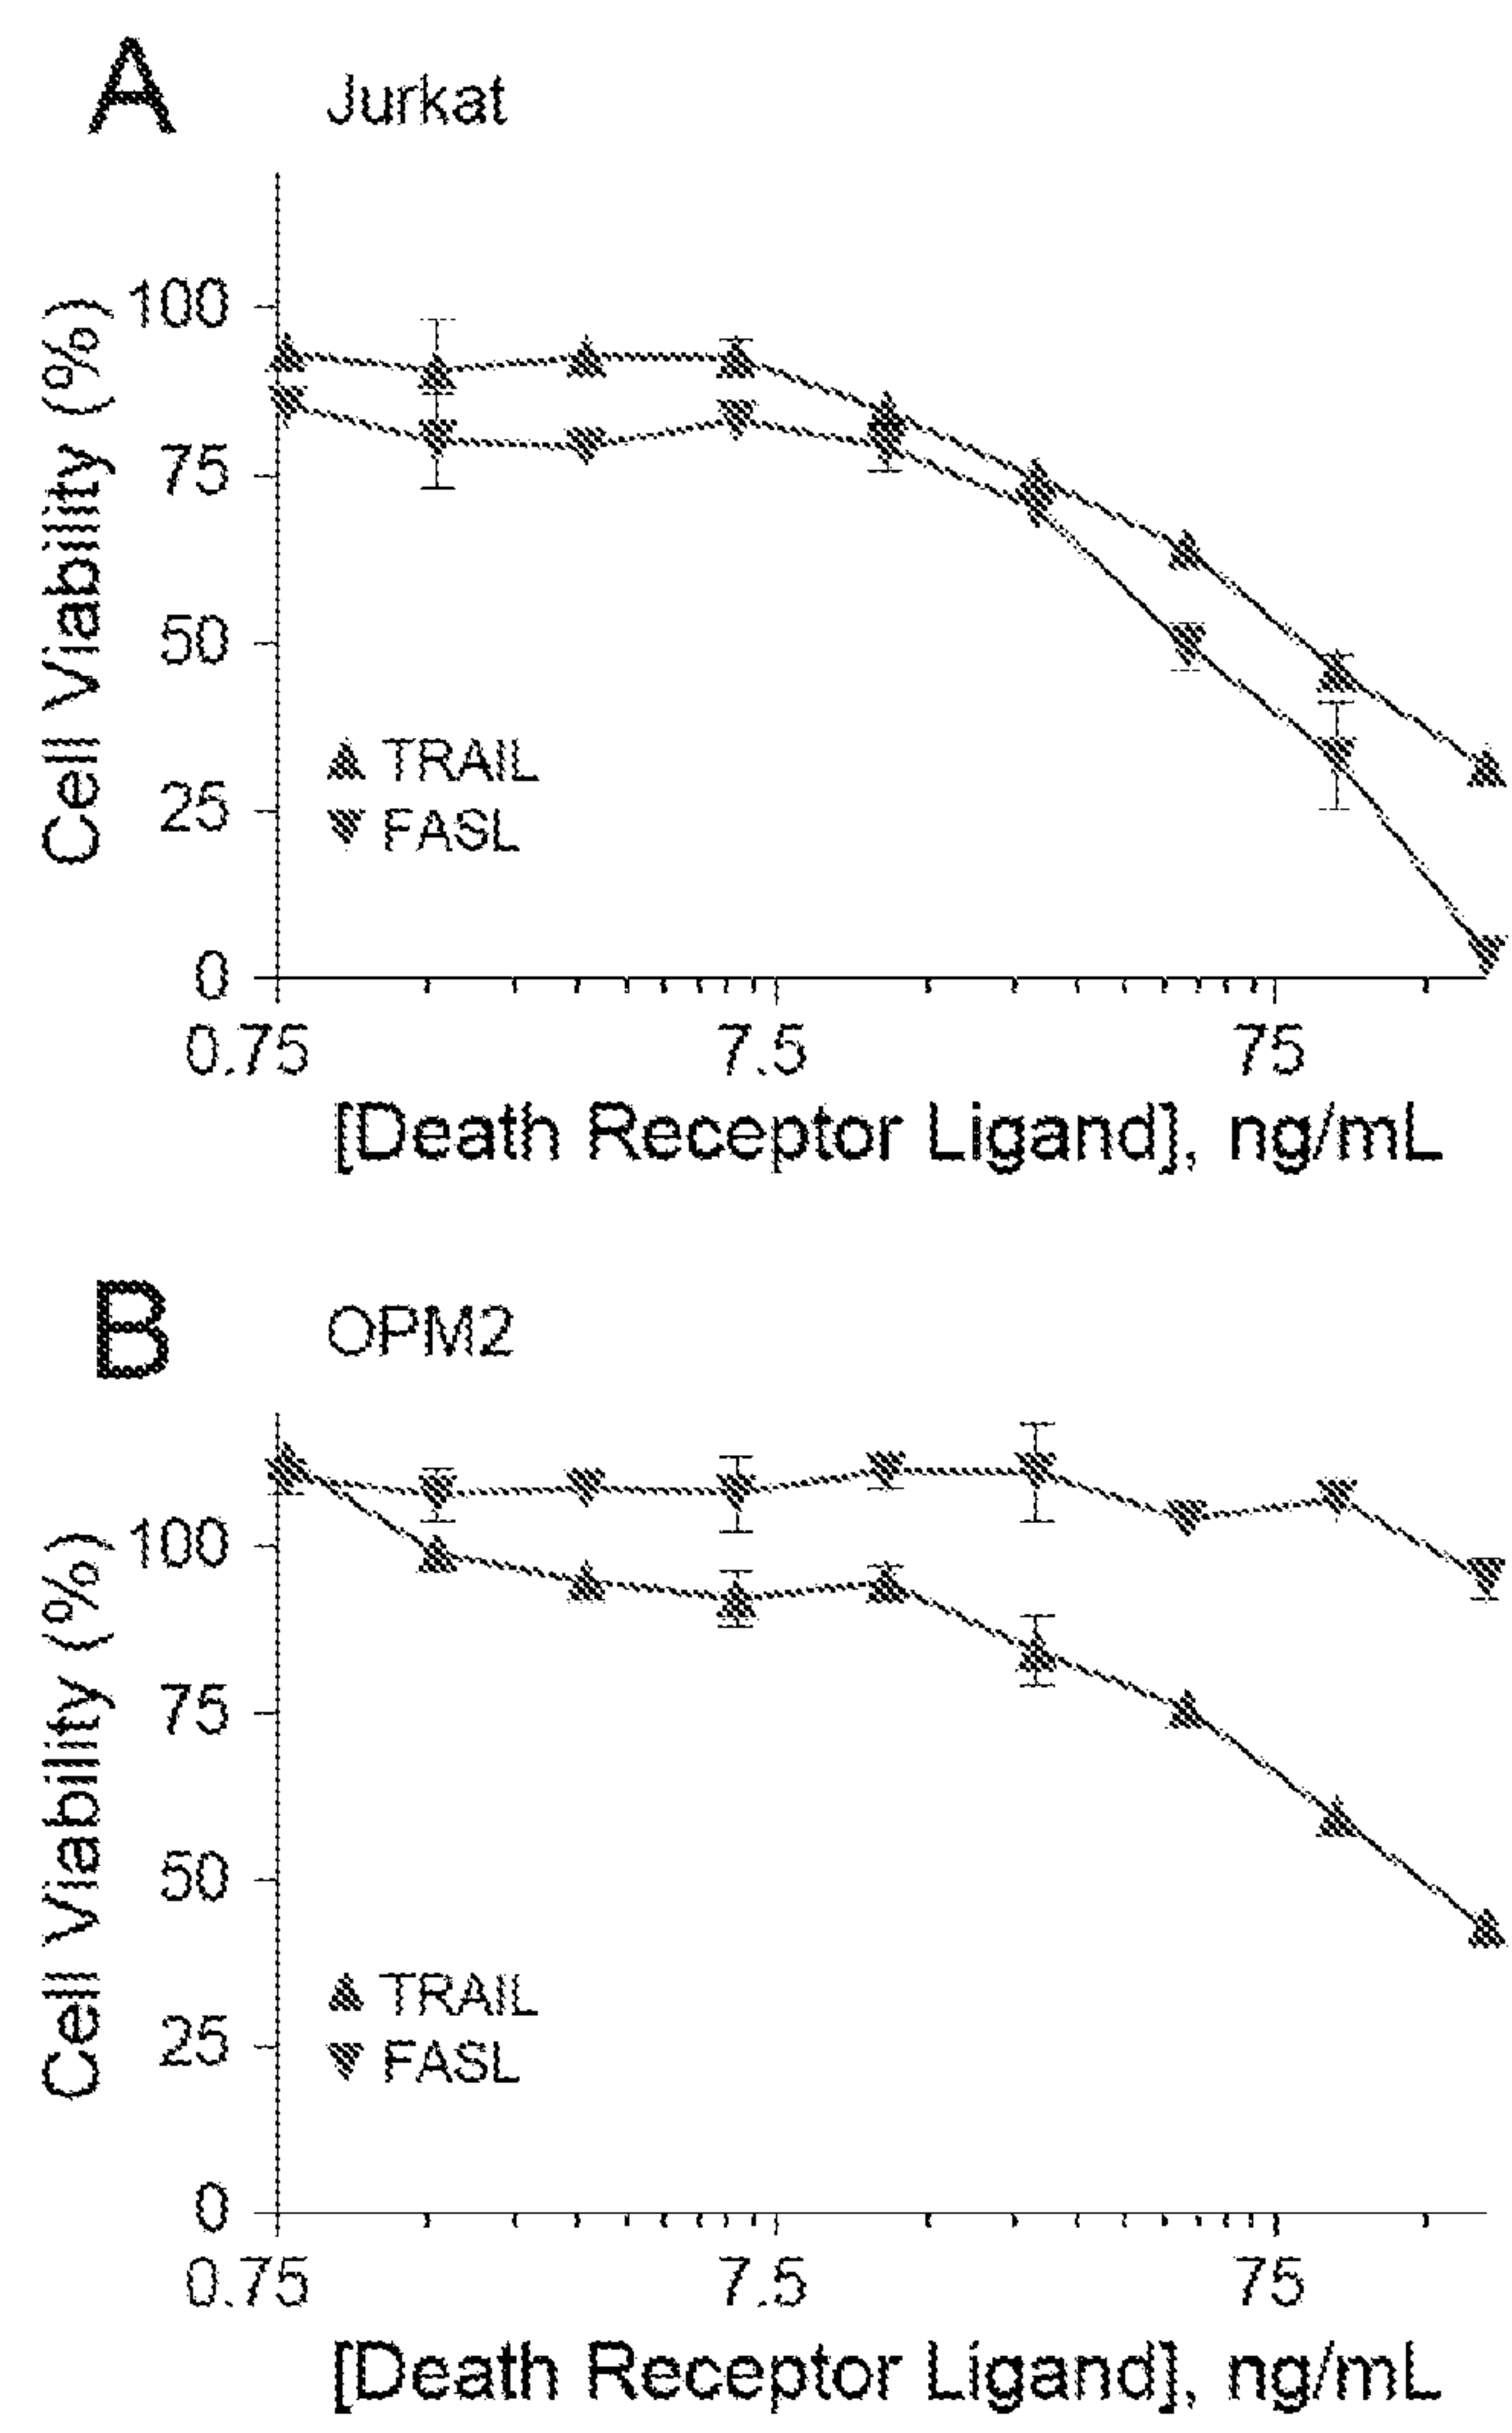 A Jurkat
Cell Viability (%)
100
75
50
25
0
TRAIL
FASL
0.75 7.5 75
[Death Receptor Ligand], ng/mL
B OPM2
Cell Viability (%)
100
75
50
25
0
TRAIL
FASL
0.75 7.5 75
[Death Receptor Ligand], ng/mL